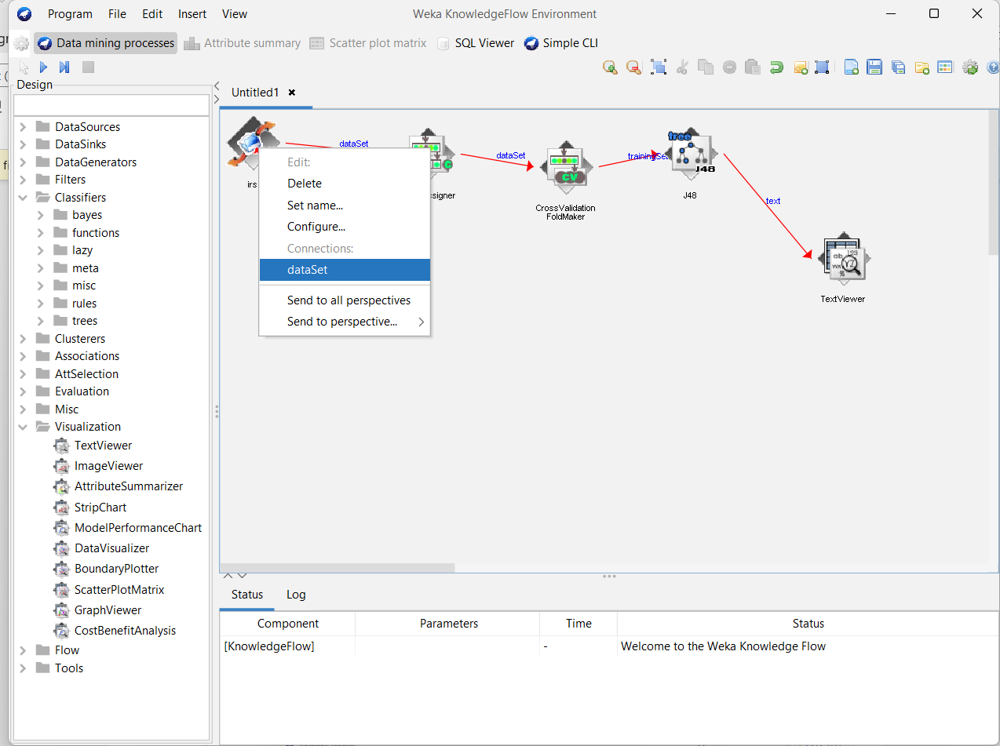 Program File Edit Insert View Weka KnowledgeFlow Environment
Data mining processes Attribute summary Scatter plot matrix SQL Viewer Simple CLI
Design
Untitled1
DataSources
DataSinks
DataGenerators
Filters
Classifiers
bayes
functions
lazy
meta
misc
rules
trees
Clusterers
Associations
AttSelection
Evaluation
Misc
Visualization
TextViewer
ImageViewer
AttributeSummarizer
StripChart
ModelPerformanceChart
DataVisualizer
BoundaryPlotter
ScatterPlotMatrix
GraphViewer
CostBenefitAnalysis
Flow
Tools
irs
dataSet
signer
dataSet
CV
CrossValidation
FoldMaker
trainingSe
tree
J48
J48
text
TextViewer
Edit:
Delete
Set name...
Configure...
Connections:
dataSet
Send to all perspectives
Send to perspective...
Status Log
Component Parameters Time Status
[KnowledgeFlow] - Welcome to the Weka Knowledge Flow